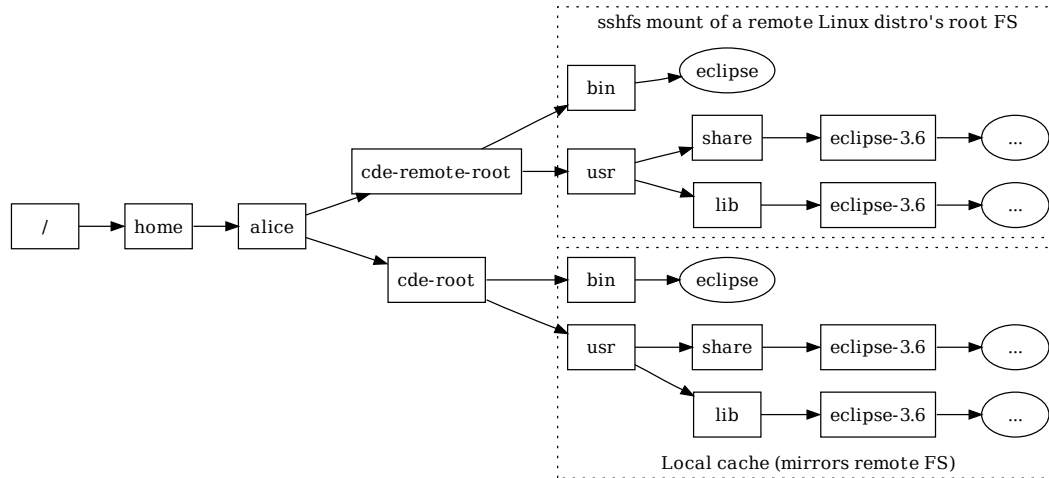 sshfs mount of a remote Linux distro's root FS
bin
eclipse
share
eclipse-3.6
...
cde-remote-root
usr
lib
eclipse-3.6
...
/
home
alice
cde-root
bin
eclipse
usr
share
eclipse-3.6
...
lib
eclipse-3.6
...
Local cache (mirrors remote FS)